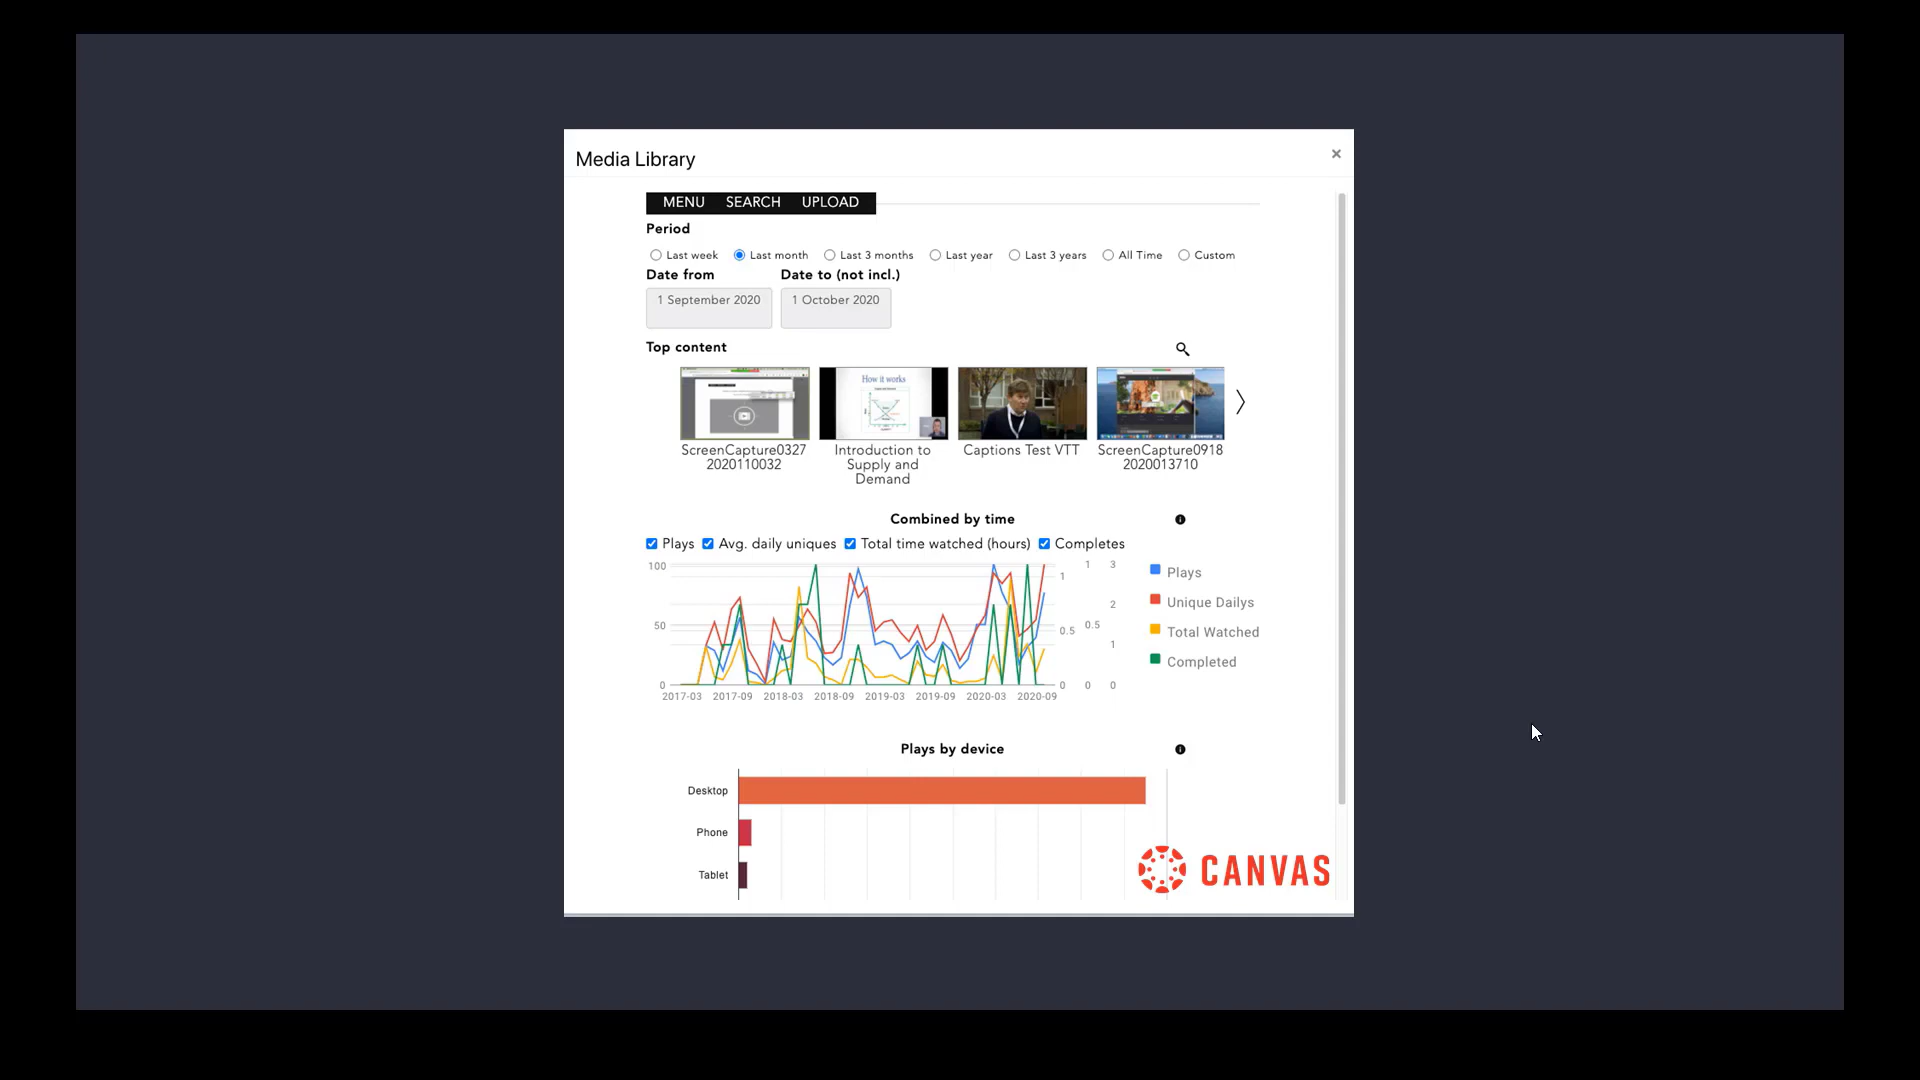 Media Library
MENU SEARCH UPLOAD
Period
Last week Last month Last 3 months Last year Last 3 years All Time Custom
Date from Date to (not incl.)
1 September 2020 1 October 2020
Top content
How it works
ScreenCapture0327
2020110032
Introduction to
Supply and
Demand
Captions Test VTT
ScreenCapture0918
2020013710
Combined by time
Plays Avg. daily uniques Total time watched (hours) Completes
100 1 1 3
2
50 0.5 0.5
1
0 0 0 0
2017-03 2017-09 2018-03 2018-09 2019-03 2019-09 2020-03 2020-09
Plays
Unique Dailys
Total Watched
Completed
Plays by device
Desktop
Phone
Tablet
CANVAS